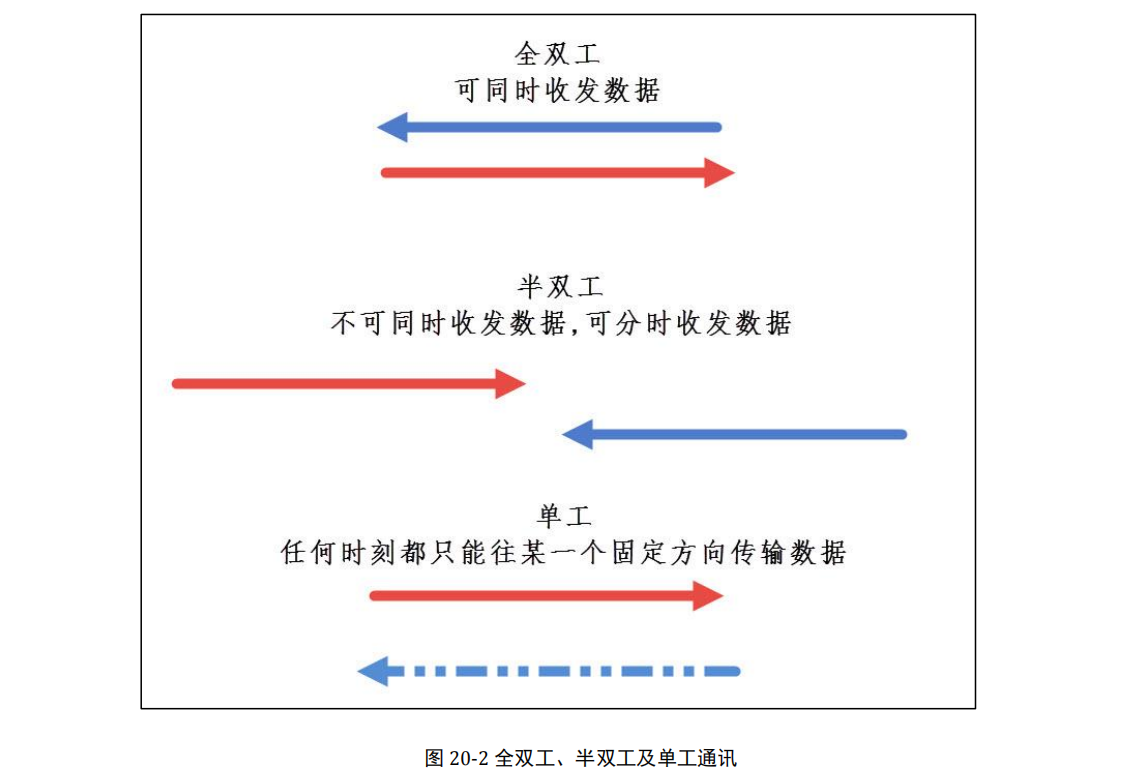 全双工
可同时收发数据
半双工
不可同时收发数据,可分时收发数据
单工
任何时刻都只能往某一个固定方向传输数据
图 20-2 全双工、半双工及单工通讯